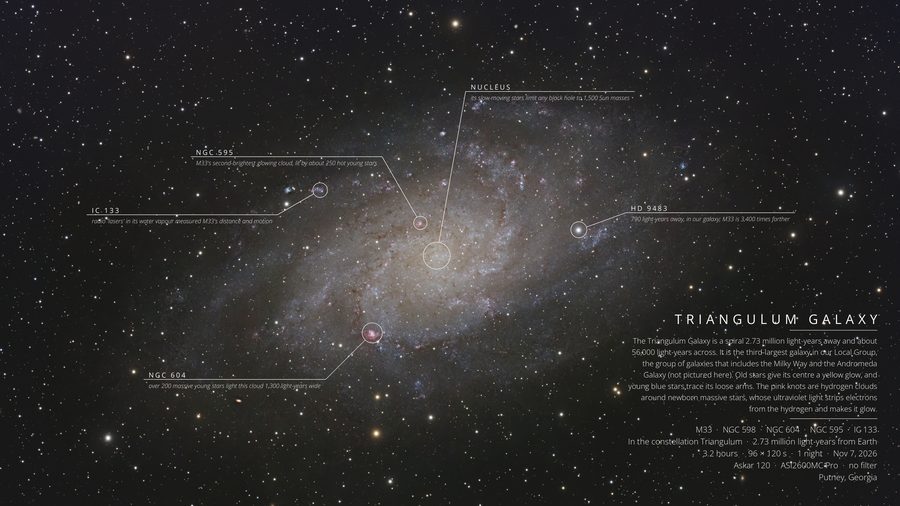 NUCLEUS
its slow-moving stars limit any black hole to 1,500 Sun masses
NGC 595
M33's second-brightest glowing cloud, lit by about 250 hot young stars
IC 133
radio 'lasers' in its water vapour measured M33's distance and motion
HD 9483
790 light-years away, in our galaxy; M33 is 3,400 times farther
NGC 604
over 200 massive young stars light this cloud 1,300 light-years wide
TRIANGULUM GALAXY
The Triangulum Galaxy is a spiral 2.73 million light-years away and about
56,000 light-years across. It is the third-largest galaxy in our Local Group,
the group of galaxies that includes the Milky Way and the Andromeda
Galaxy (not pictured here). Old stars give its centre a yellow glow, and
young blue stars trace its loose arms. The pink knots are hydrogen clouds
around newborn massive stars, whose ultraviolet light strips electrons
from the hydrogen and makes it glow.
M33 · NGC 598 · NGC 604 · NGC 595 · IC 133
In the constellation Triangulum · 2.73 million light-years from Earth
3.2 hours · 96 × 120 s · 1 night · Nov 7, 2026
Askar 120 · ASI2600MC Pro · no filter
Putney, Georgia